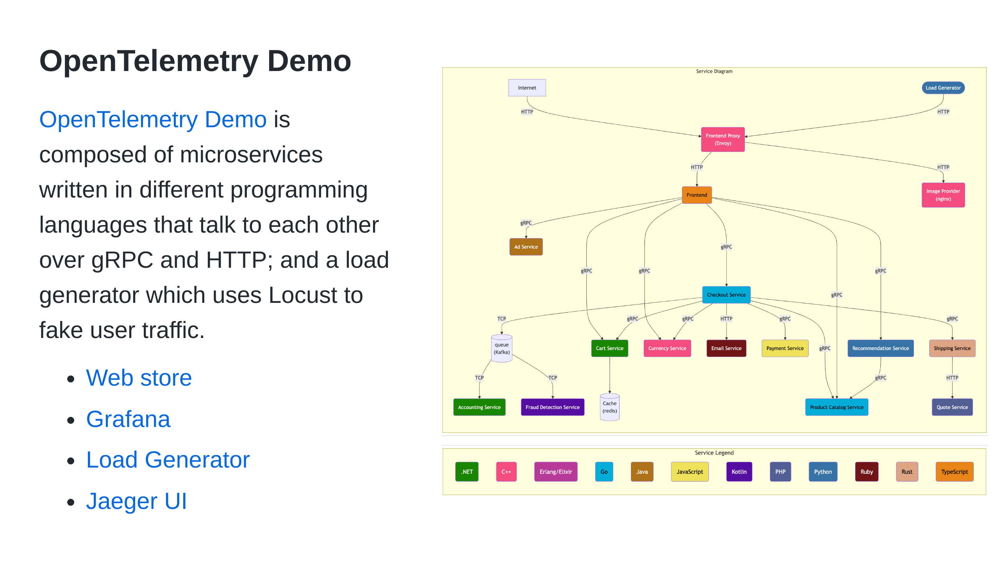 OpenTelemetry Demo
OpenTelemetry Demo is
composed of microservices
written in different programming
languages that talk to each other
over gRPC and HTTP; and a load
generator which uses Locust to
fake user traffic.
Web store
Grafana
Load Generator
Jaeger UI
Service Diagram
Internet
Load Generator
HTTP
HTTP
Frontend Proxy
(Envoy)
HTTP
HTTP
Frontend
Image Provider
(nginx)
gRPC
Ad Service
gRPC
gRPC
gRPC
gRPC
Checkout Service
gRPC
TCP
gRPC
gRPC
HTTP
gRPC
gRPC
queue
(Kafka)
Cart Service
Currency Service
Email Service
Payment Service
gRPC
Recommendation Service
Shipping Service
TCP
TCP
gRPC
HTTP
Accounting Service
Fraud Detection Service
Cache
(redis)
Product Catalog Service
Quote Service
Service Legend
.NET
C++
Erlang/Elixir
Go
Java
JavaScript
Kotlin
PHP
Python
Ruby
Rust
TypeScript